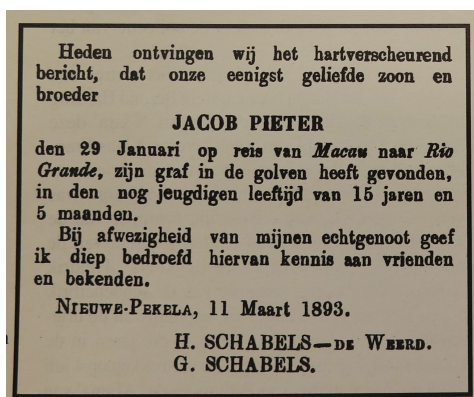 Heden ontvingen wij het hartverscheurend
bericht, dat onze eenigst geliefde zoon en
broeder
JACOB PIETER
den 29 Januari op reis van Macau naar Rio
Grande, zijn graf in de golven heeft gevonden,
in den nog jeugdigen leeftijd van 15 jaren en
5 maanden.
Bij afwezigheid van mijnen echtgenoot geef
ik diep bedroefd hiervan kennis aan vrienden
en bekenden.
NIEUWE-PEKELA, 11 Maart 1893.
H. SCHABELS—DE WEERD.
G. SCHABELS.